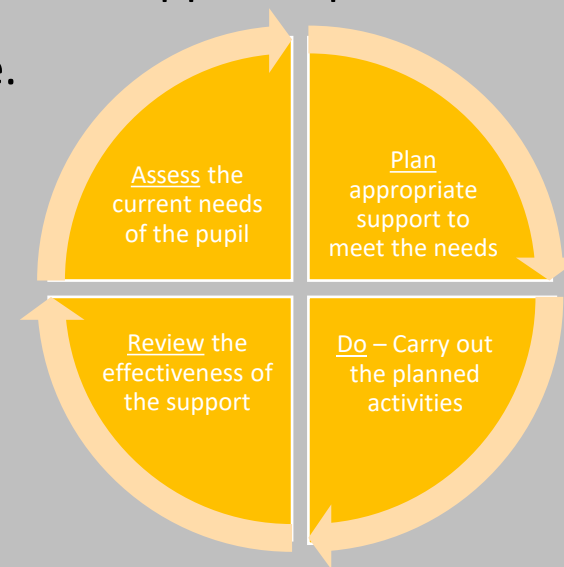 e.
Assess the
current needs
of the pupil
Plan
appropriate
support to
meet the needs
Review the
effectiveness of
the support
Do – Carry out
the planned
activities